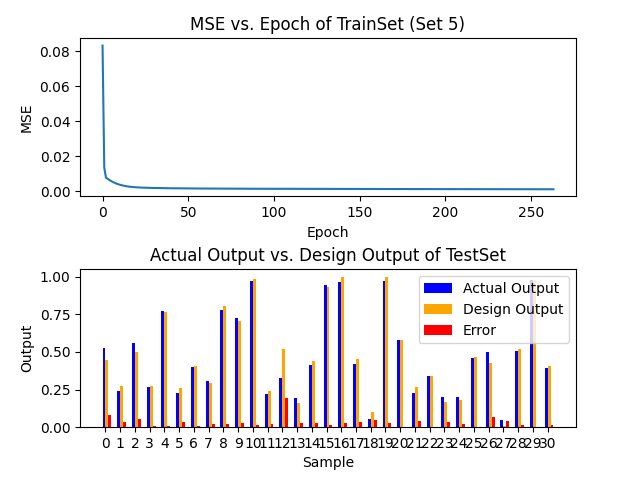 MSE vs. Epoch of TrainSet (Set 5)
0.08
0.06
0.04
0.02
0.00
MSE
0 50 100 150 200 250
Epoch
Actual Output vs. Design Output of TestSet
1.00
0.75
0.50
0.25
0.00
Output
Actual Output
Design Output
Error
0 1 2 3 4 5 6 7 8 9 10 11 12 13 14 15 16 17 18 19 20 21 22 23 24 25 26 27 28 29 30
Sample